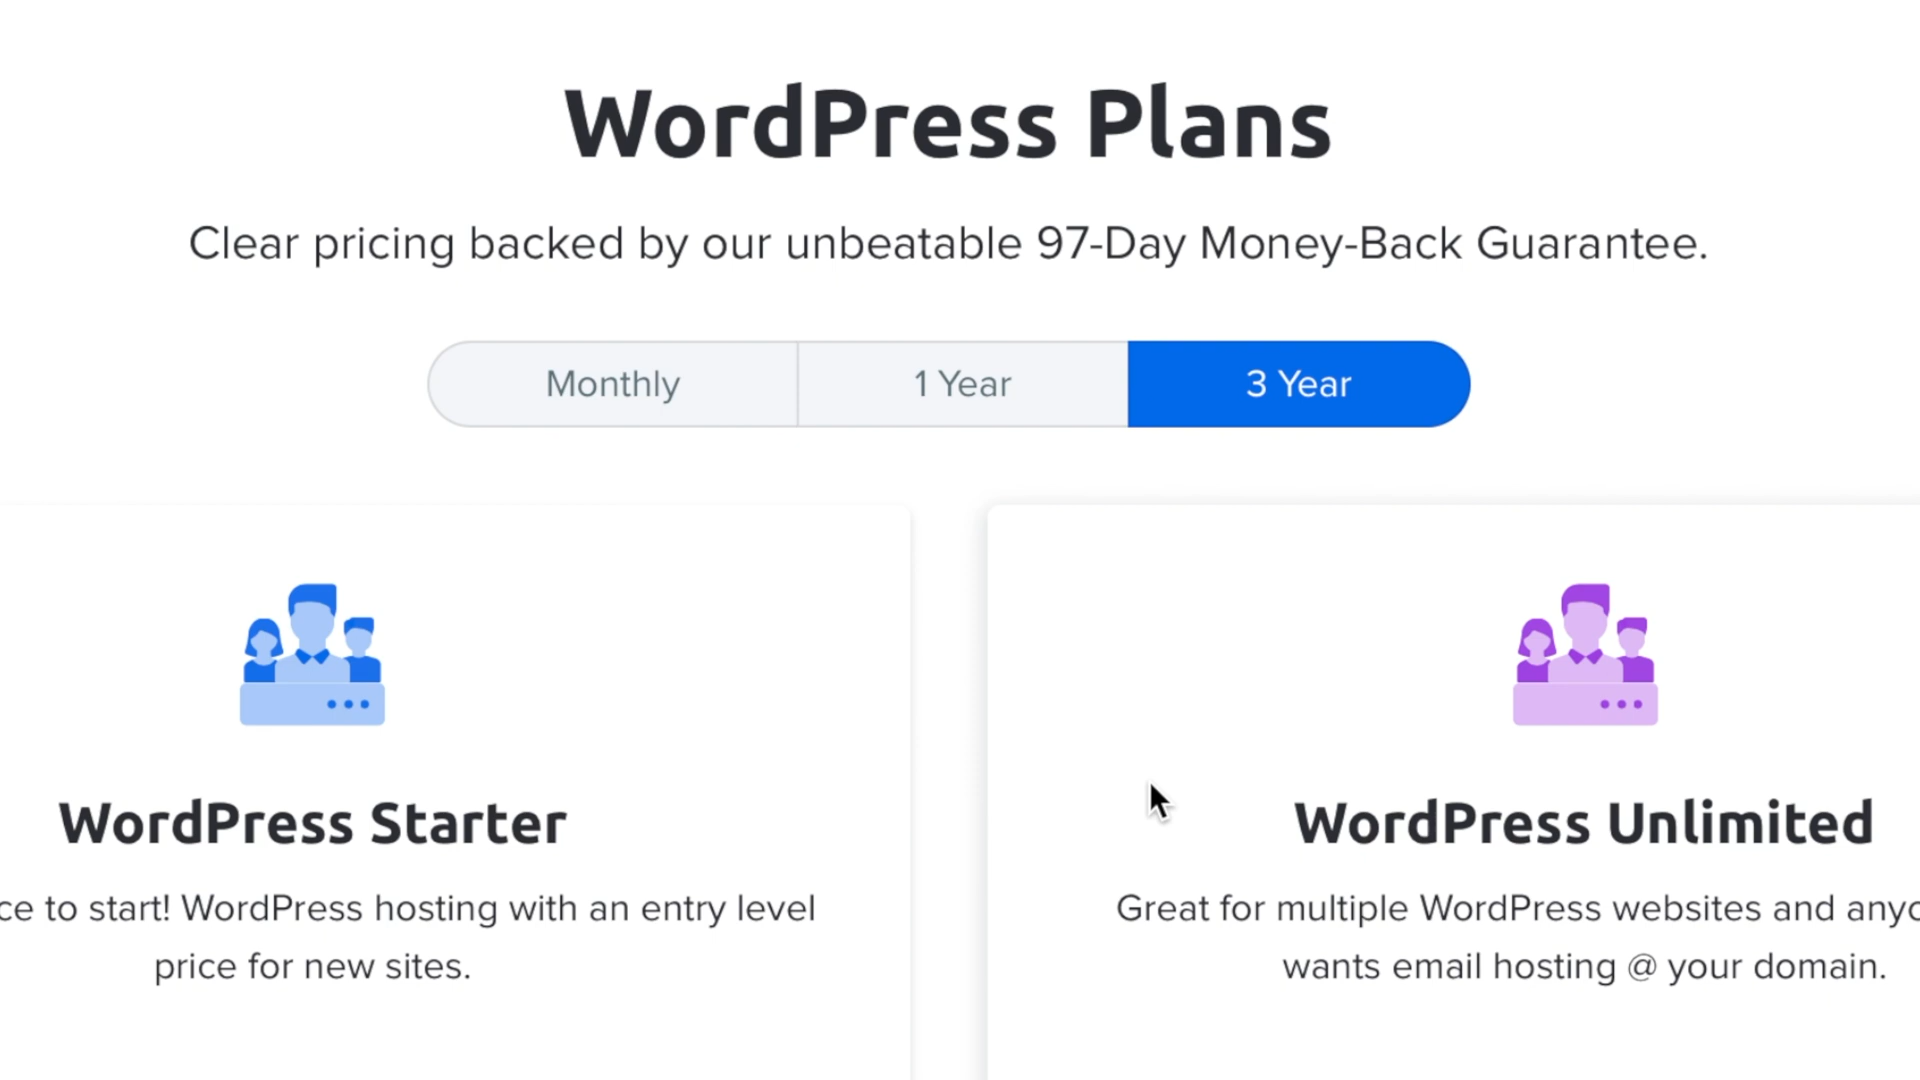 WordPress Plans
Clear pricing backed by our unbeatable 97-Day Money-Back Guarantee.
Monthly
1 Year
3 Year
WordPress Starter
to start! WordPress hosting with an entry level
price for new sites.
WordPress Unlimited
Great for multiple WordPress websites and
wants email hosting @ your domain.